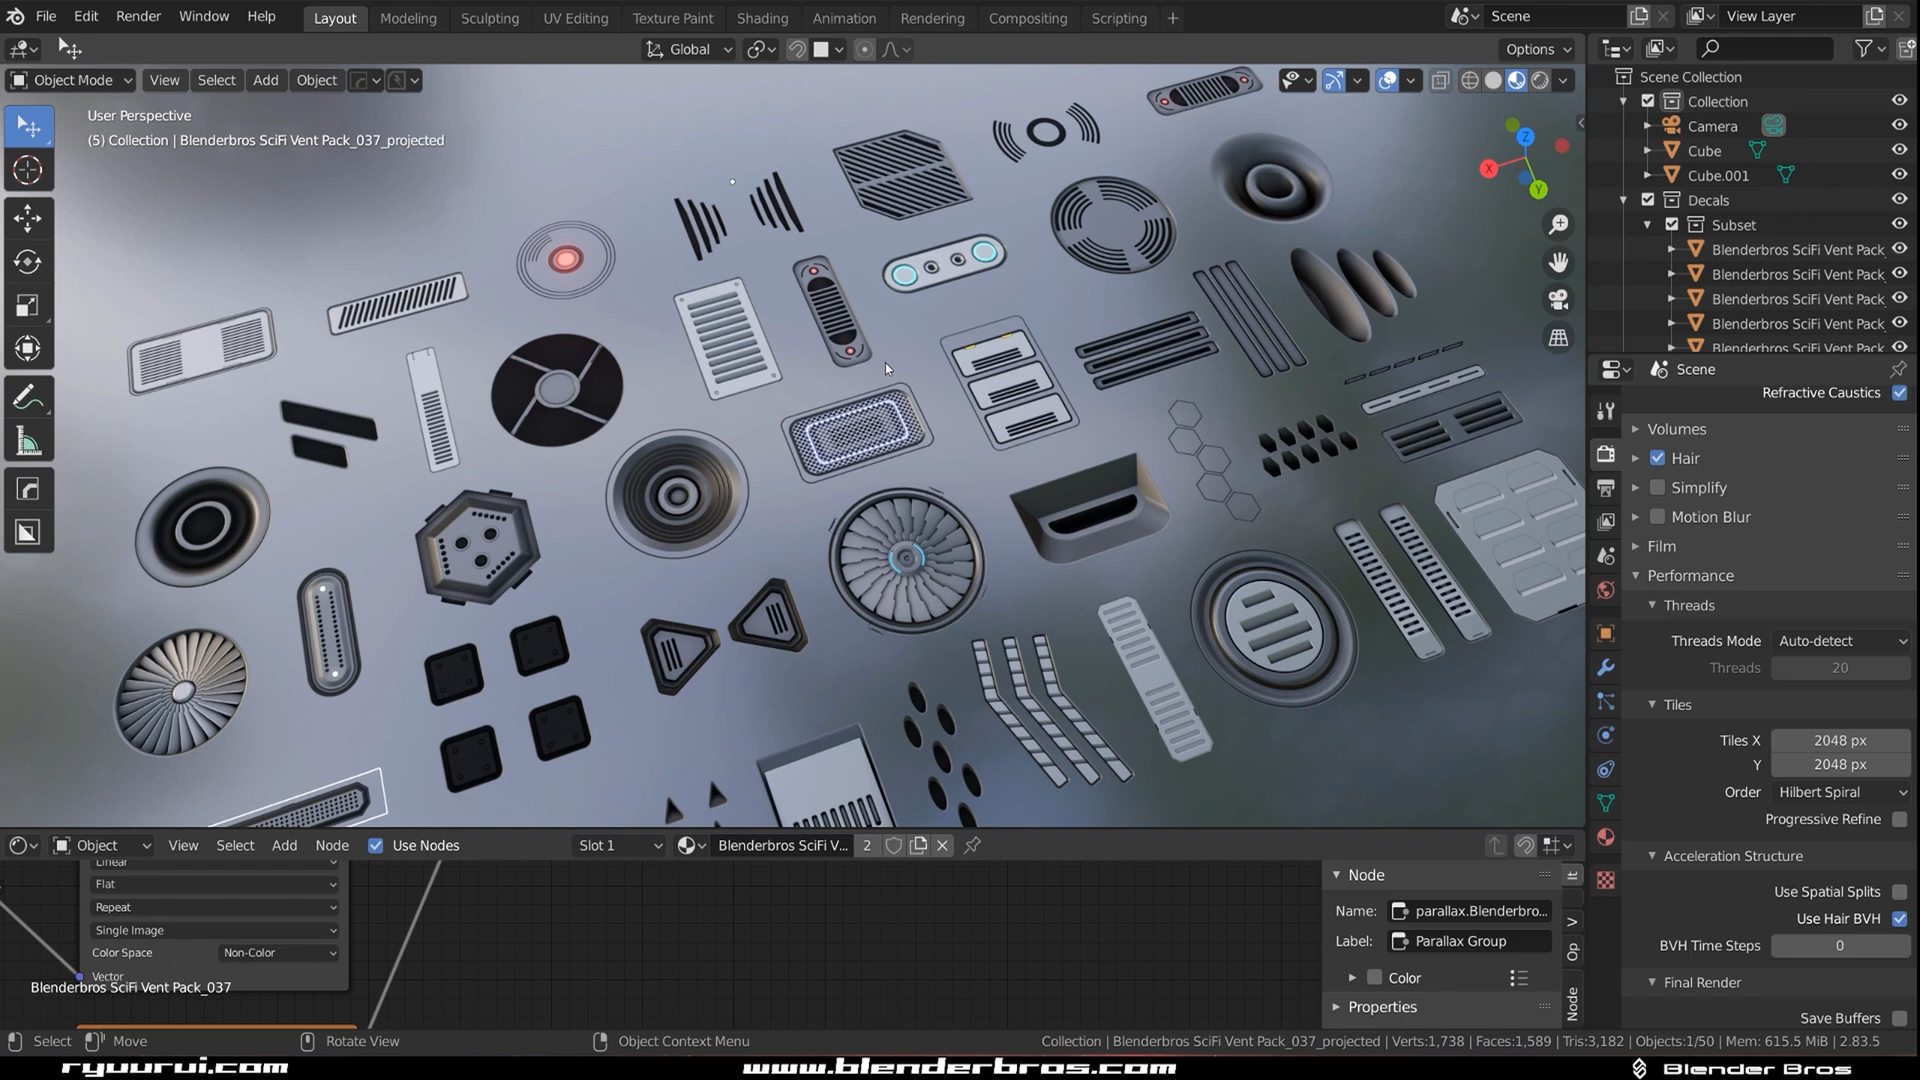 File Edit Render Window Help Layout Modeling Sculpting UV Editing Texture Paint Shading Animation Rendering Compositing Scripting + Scene View Layer
Global Options
Object Mode View Select Add Object
User Perspective
(5) Collection | Blenderbros SciFi Vent Pack_037_projected
Z
X
Y
Scene Collection
Collection
Camera
Cube
Cube.001
Decals
Subset
Blenderbros SciFi Vent Pack
Blenderbros SciFi Vent Pack
Blenderbros SciFi Vent Pack
Blenderbros SciFi Vent Pack
Blenderbros SciFi Vent Pack
Scene
Refractive Caustics
Volumes
Hair
Simplify
Motion Blur
Film
Performance
Threads
Threads Mode Auto-detect
Threads 20
Tiles
Tiles X 2048 px
Y 2048 px
Order Hilbert Spiral
Progressive Refine
Acceleration Structure
Use Spatial Splits
Use Hair BVH
BVH Time Steps 0
Final Render
Save Buffers
Object View Select Add Node Use Nodes Slot 1 Blenderbros SciFi V... 2
Linear
Flat
Repeat
Single Image
Color Space Non-Color
Vector
Blenderbros SciFi Vent Pack_037
Node
Name: parallax.Blenderbro...
Label: Parallax Group
Color
Properties
It
V
Op
Node
Select Move Rotate View Object Context Menu Collection | Blenderbros SciFi Vent Pack_037_projected | Verts:1,738 | Faces:1,589 | Tris:3,182 | Objects:1/50 | Mem: 615.5 MiB | 2.83.5
ryuurui.com www.blenderbros.com Blender Bros